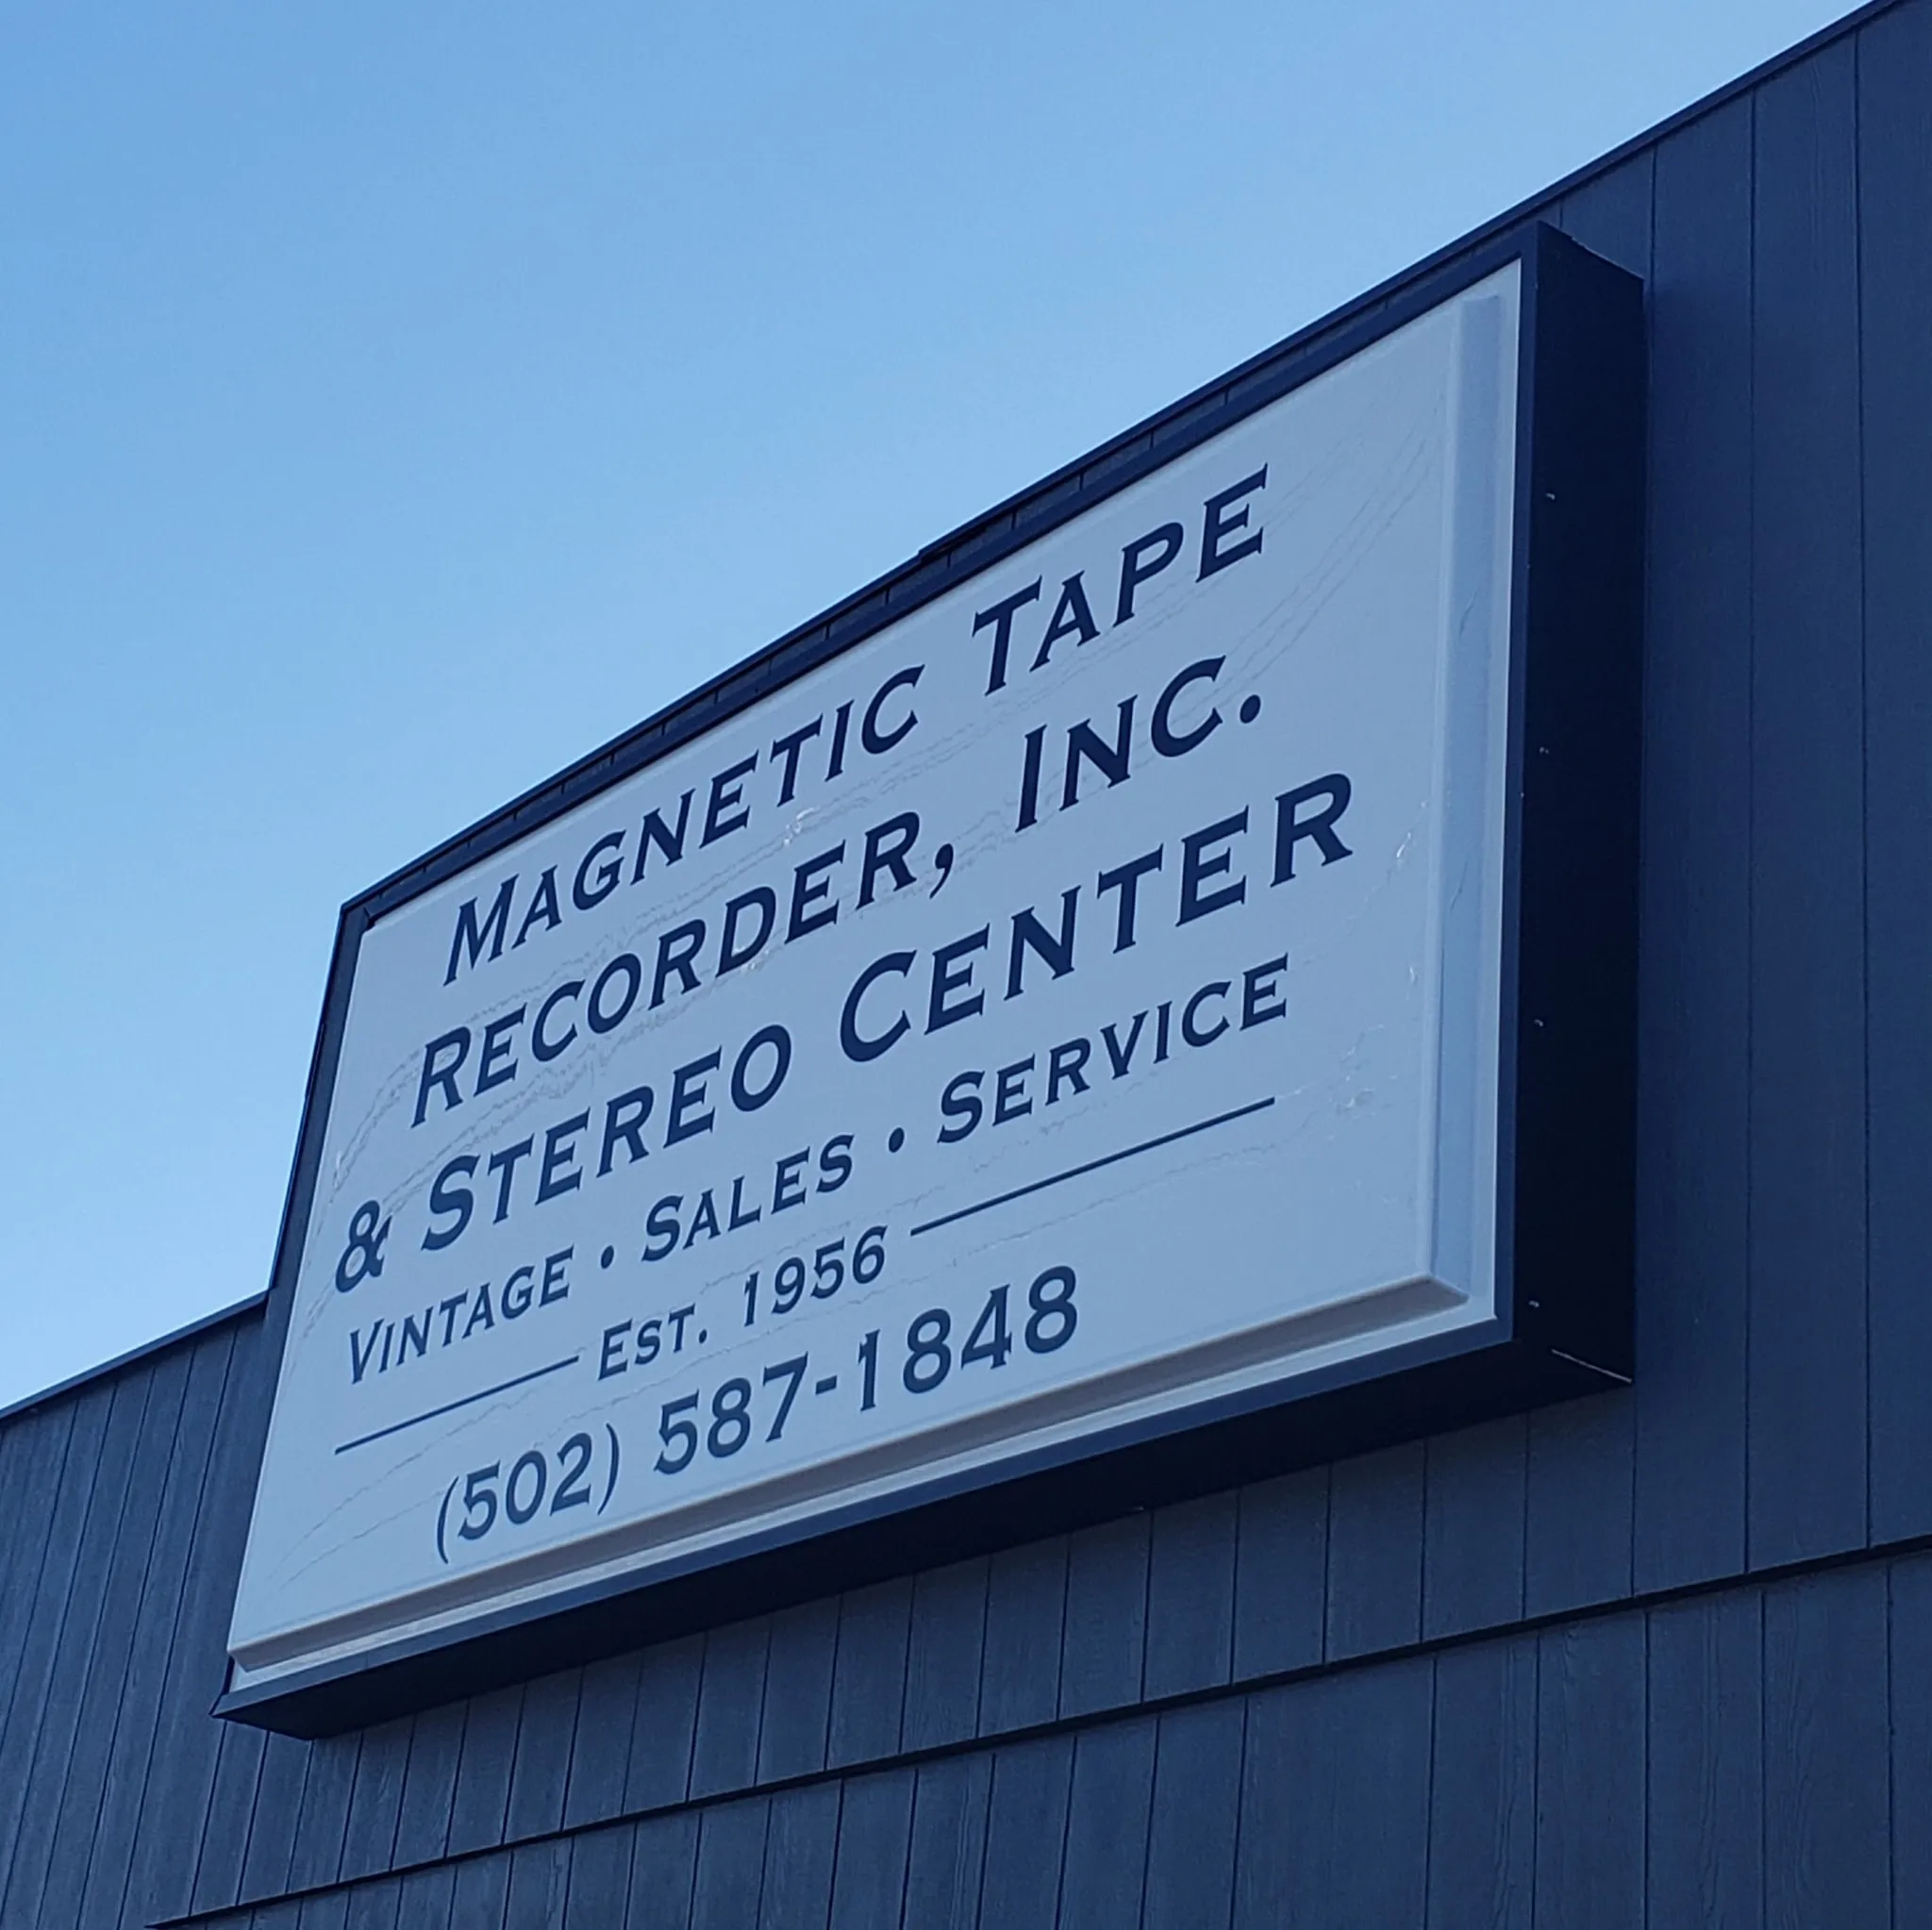 MAGNETIC TAPE
RECORDER, INC.
& STEREO CENTER
VINTAGE • SALES • SERVICE
EST. 1956
(502) 587-1848